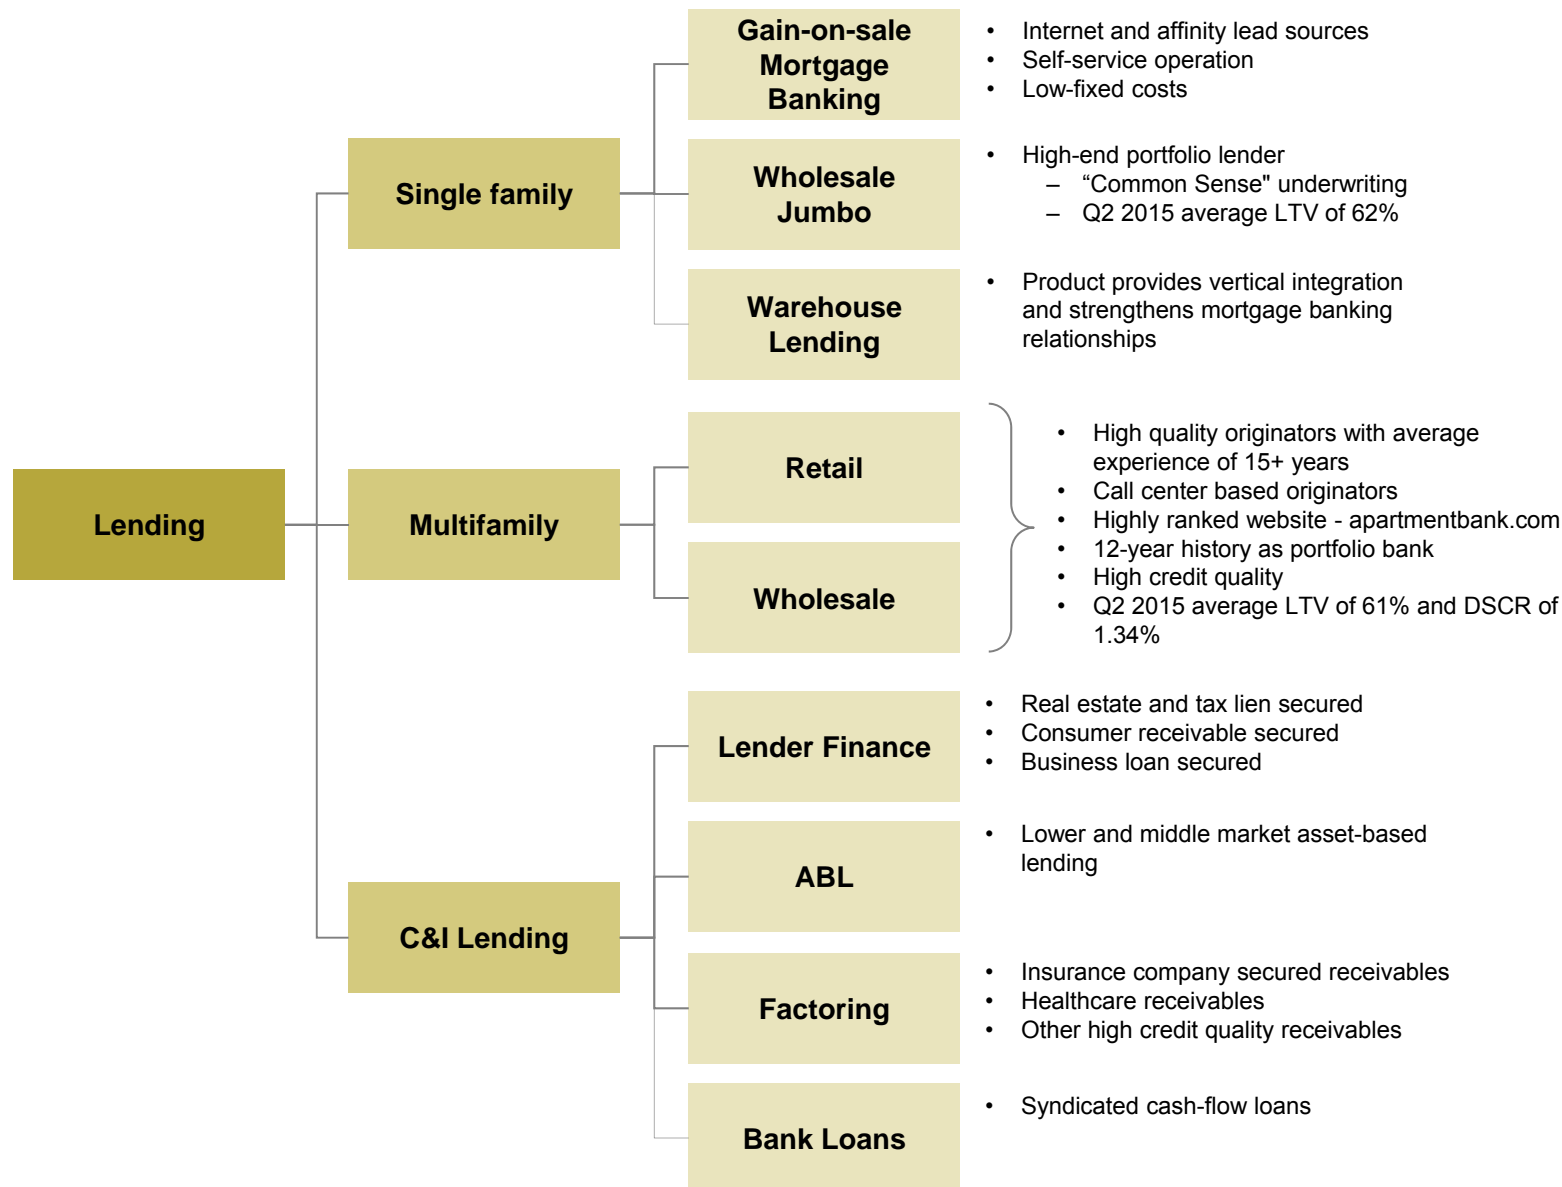 Lending
Single family
Gain-on-sale
Mortgage
Banking
• Internet and affinity lead sources
• Self-service operation
• Low-fixed costs
Wholesale
Jumbo
• High-end portfolio lender
– “Common Sense" underwriting
– Q2 2015 average LTV of 62%
Warehouse
Lending
• Product provides vertical integration
and strengthens mortgage banking
relationships
Multifamily
Retail
Wholesale
• High quality originators with average
experience of 15+ years
• Call center based originators
• Highly ranked website - apartmentbank.com
• 12-year history as portfolio bank
• High credit quality
• Q2 2015 average LTV of 61% and DSCR of
1.34%
C&I Lending
Lender Finance
• Real estate and tax lien secured
• Consumer receivable secured
• Business loan secured
ABL
• Lower and middle market asset-based
lending
Factoring
• Insurance company secured receivables
• Healthcare receivables
• Other high credit quality receivables
Bank Loans
• Syndicated cash-flow loans